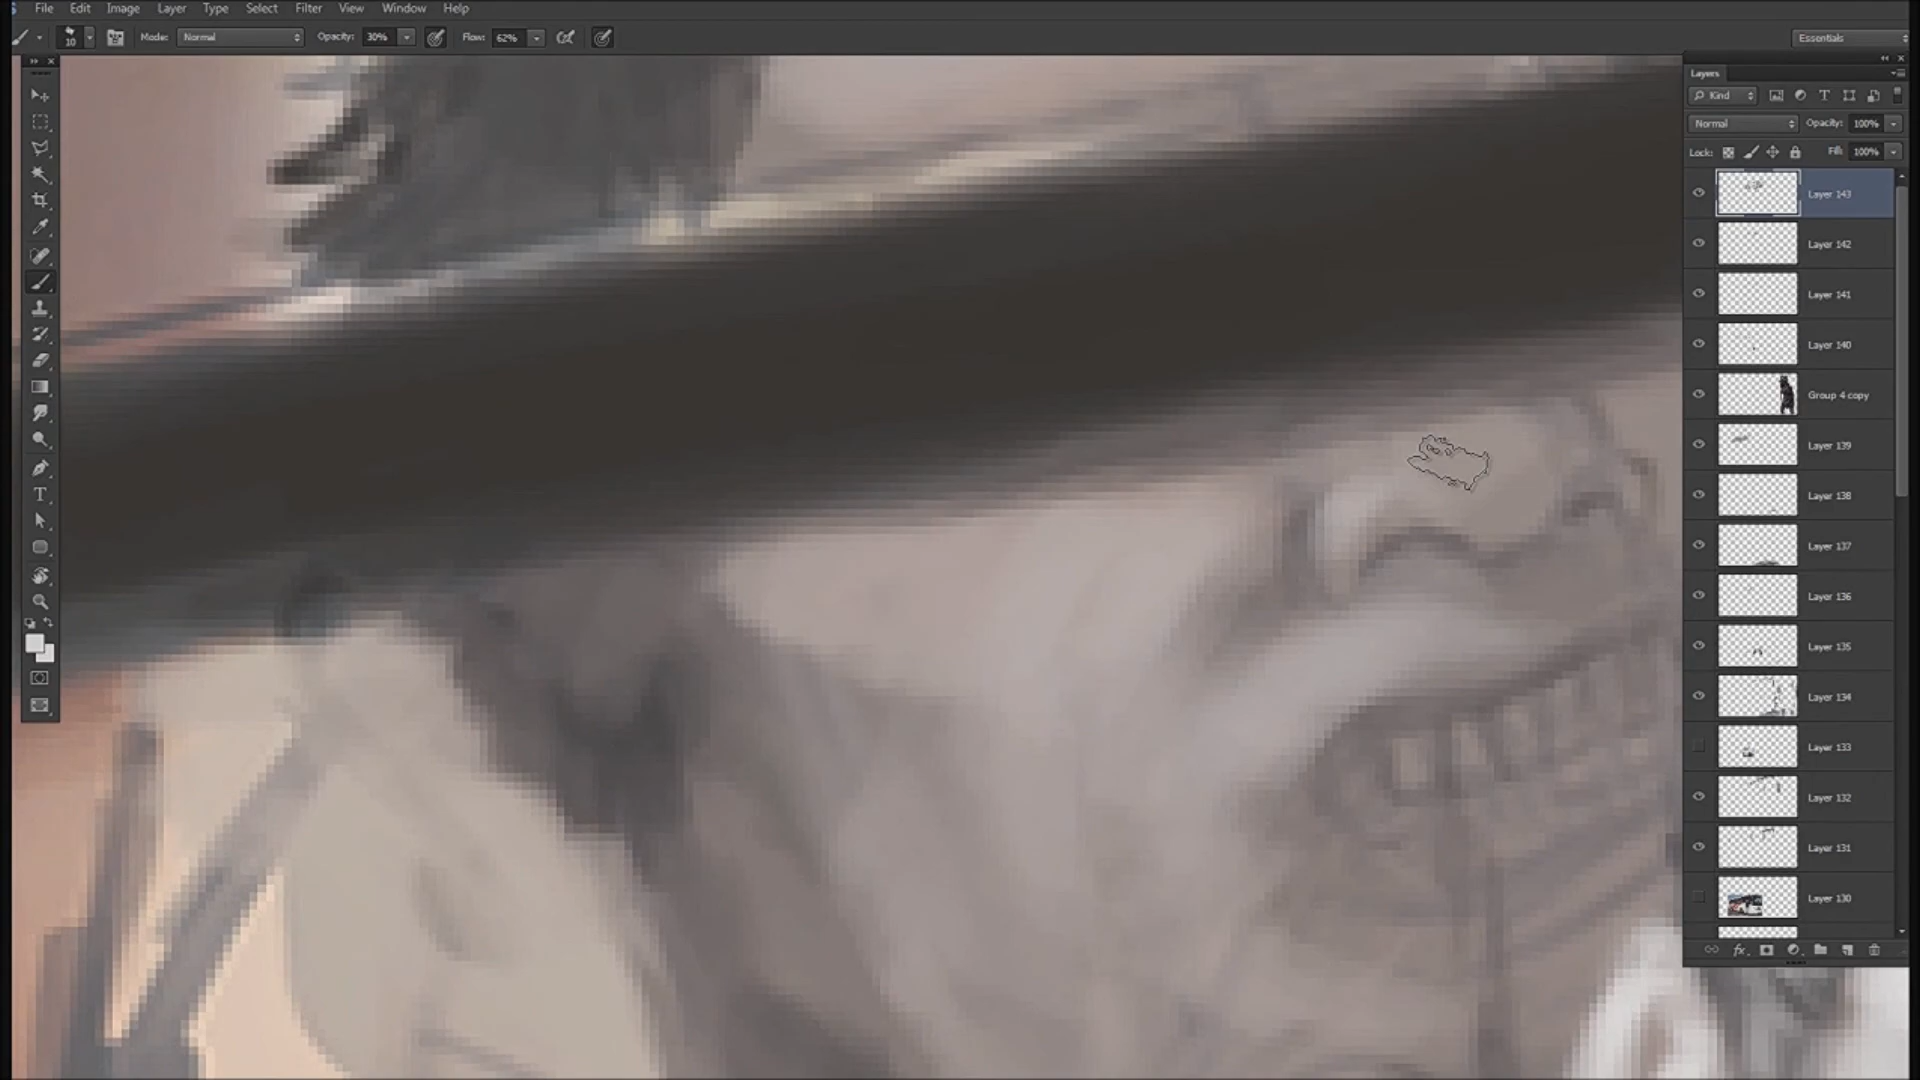 File Edit Image Layer Type Select Filter View Window Help
10 Mode: Normal Opacity: 30% Flow: 62% Essentials
Layers
Kind
Normal Opacity: 100%
Lock: Fill: 100%
Layer 143
Layer 142
Layer 141
Layer 140
Group 4 copy
Layer 139
Layer 138
Layer 137
Layer 136
Layer 135
Layer 134
Layer 133
Layer 132
Layer 131
Layer 130